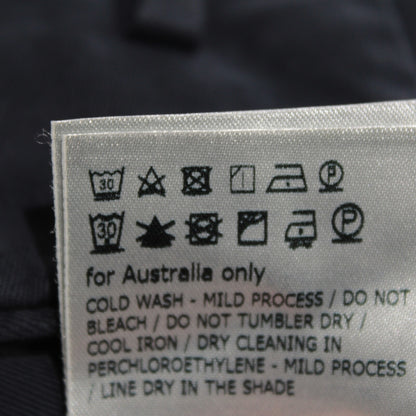 30 P
30 P
for Australia only
COLD WASH - MILD PROCESS / DO NOT
BLEACH / DO NOT TUMBLER DRY /
COOL IRON / DRY CLEANING IN
PERCHLOROETHYLENE - MILD PROCESS
/ LINE DRY IN THE SHADE